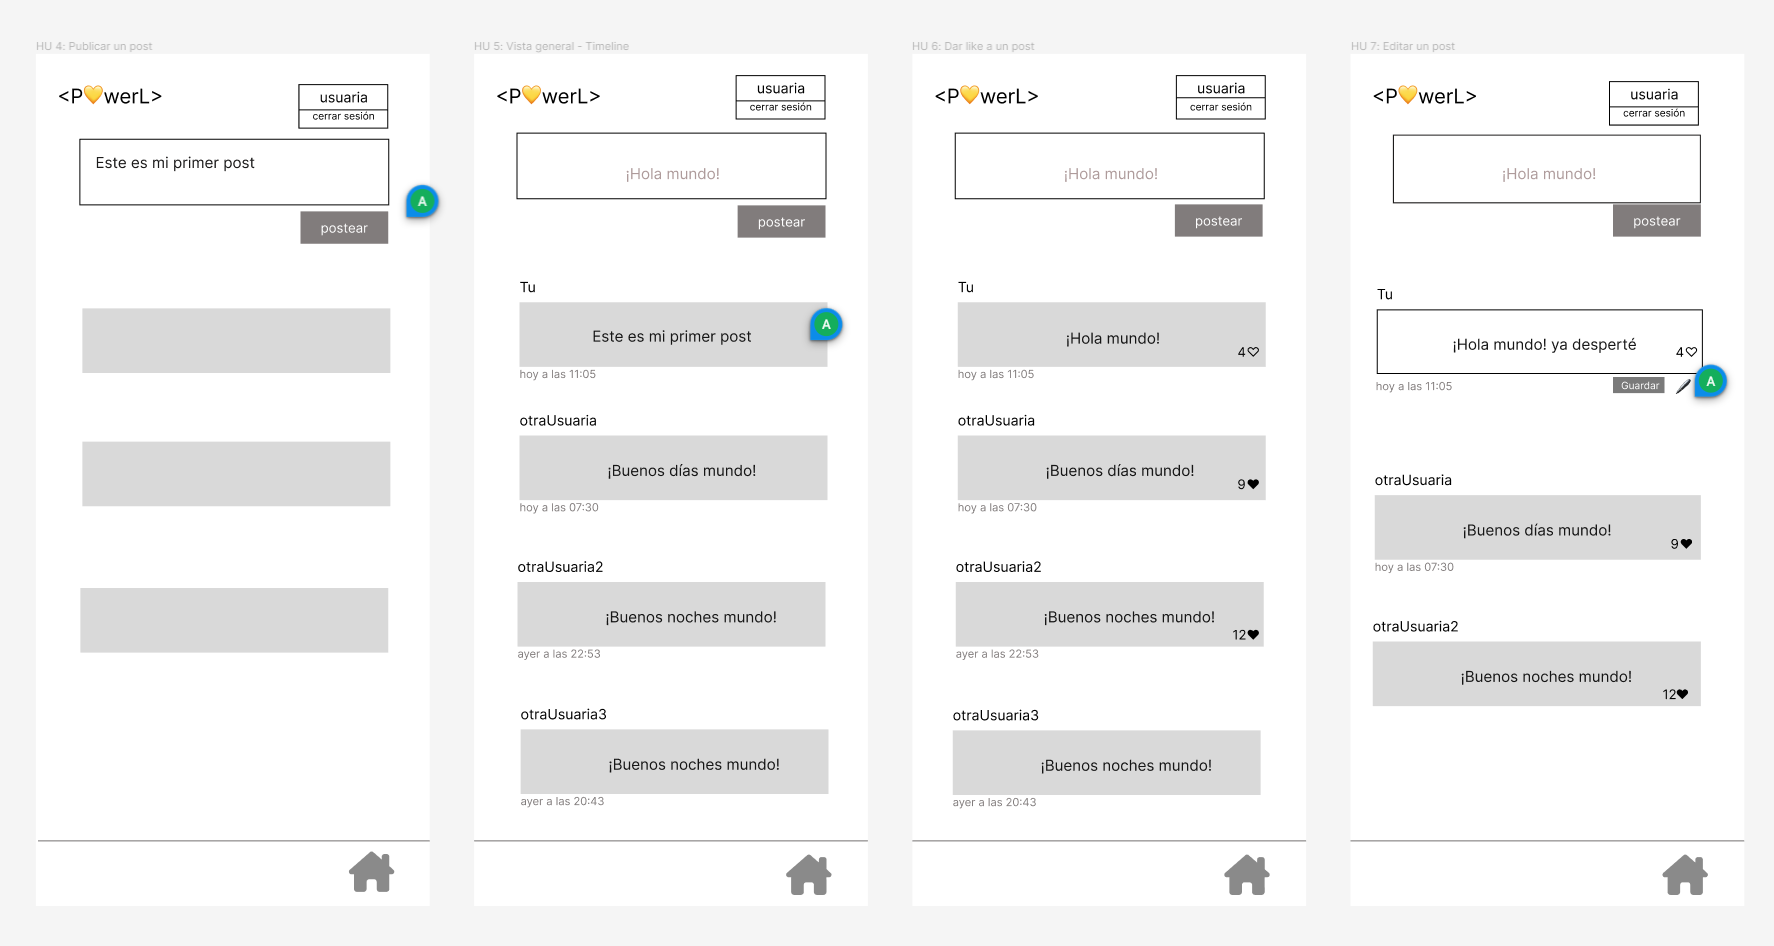 HU 4: Publicar un post
<P💛werL>
usuaria
cerrar sesión
Este es mi primer post
A
postear
HU 5: Vista general - Timeline
<P💛werL>
usuaria
cerrar sesión
¡Hola mundo!
postear
Tu
Este es mi primer post
A
hoy a las 11:05
otraUsuaria
¡Buenos días mundo!
hoy a las 07:30
otraUsuaria2
¡Buenos noches mundo!
ayer a las 22:53
otraUsuaria3
¡Buenos noches mundo!
ayer a las 20:43
HU 6: Dar like a un post
<P💛werL>
usuaria
cerrar sesión
¡Hola mundo!
postear
Tu
¡Hola mundo!
4♡
hoy a las 11:05
otraUsuaria
¡Buenos días mundo!
9♥
hoy a las 07:30
otraUsuaria2
¡Buenos noches mundo!
12♥
ayer a las 22:53
otraUsuaria3
¡Buenos noches mundo!
ayer a las 20:43
HU 7: Editar un post
<P💛werL>
usuaria
cerrar sesión
¡Hola mundo!
postear
Tu
¡Hola mundo! ya desperté
4♡
hoy a las 11:05
Guardar
A
otraUsuaria
¡Buenos días mundo!
9♥
hoy a las 07:30
otraUsuaria2
¡Buenos noches mundo!
12♥